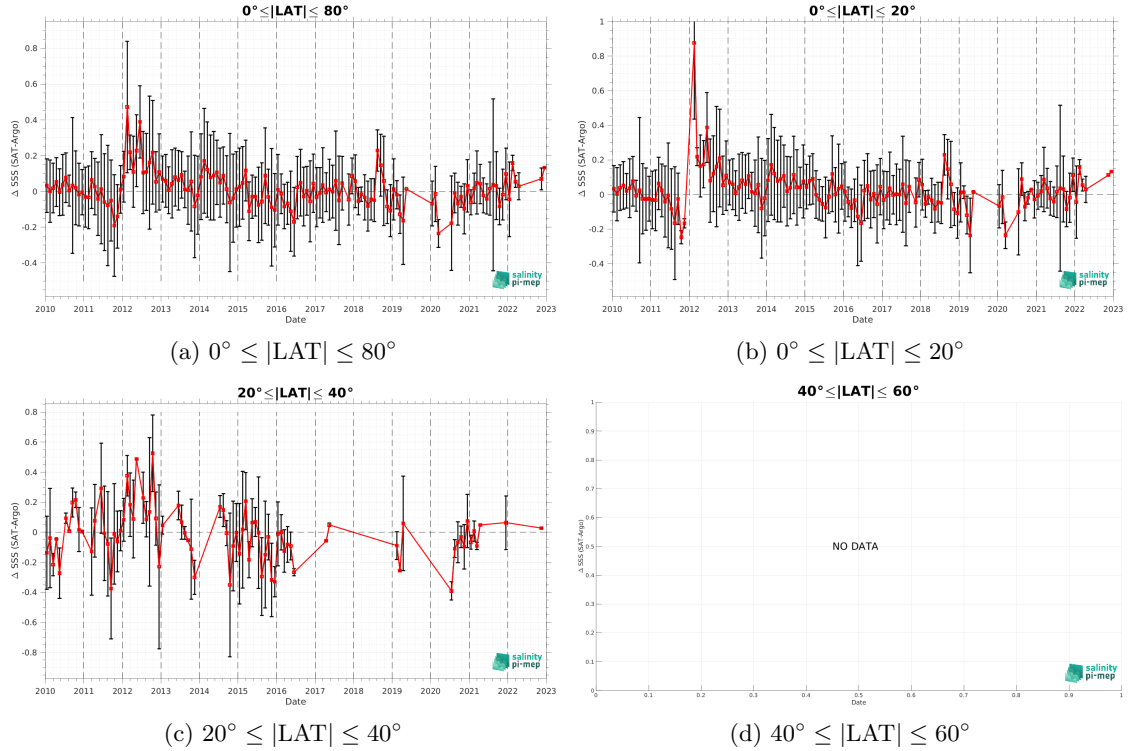 0°≤|LAT|≤ 80°
Δ SSS (SAT-Argo)
0.8
0.6
0.4
0.2
0
-0.2
-0.4
2010 2011 2012 2013 2014 2015 2016 2017 2018 2019 2020 2021 2022 2023
Date
salinity
pi-mep
(a) 0° ≤ |LAT| ≤ 80°
0°≤|LAT|≤ 20°
Δ SSS (SAT-Argo)
1
0.8
0.6
0.4
0.2
0
-0.2
-0.4
2010 2011 2012 2013 2014 2015 2016 2017 2018 2019 2020 2021 2022 2023
Date
salinity
pi-mep
(b) 0° ≤ |LAT| ≤ 20°
20°≤|LAT|≤ 40°
Δ SSS (SAT-Argo)
0.8
0.6
0.4
0.2
0
-0.2
-0.4
-0.6
-0.8
2010 2011 2012 2013 2014 2015 2016 2017 2018 2019 2020 2021 2022 2023
Date
salinity
pi-mep
(c) 20° ≤ |LAT| ≤ 40°
40°≤|LAT|≤ 60°
Δ SSS (SAT-Argo)
1
0.9
0.8
0.7
0.6
0.5
0.4
0.3
0.2
0.1
0
NO DATA
0 0.1 0.2 0.3 0.4 0.5 0.6 0.7 0.8 0.9 1
Date
salinity
pi-mep
(d) 40° ≤ |LAT| ≤ 60°